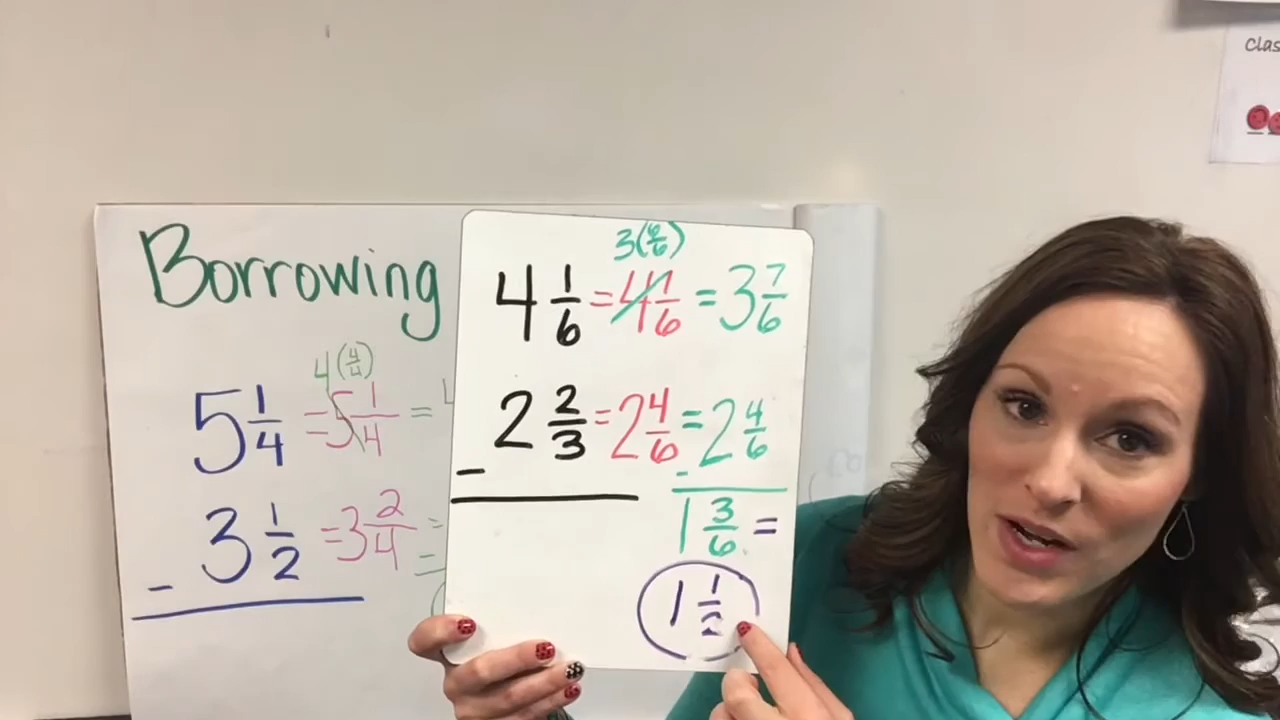 Clas
Borrowing
5 1/4 = 5 1/4 =
4(4/4)
- 3 1/2 = 3 2/4 =
3(6/6)
4 1/6 = 4 1/6 = 3 7/6
- 2 2/3 = 2 4/6 = - 2 4/6
1 3/6 =
1 1/2